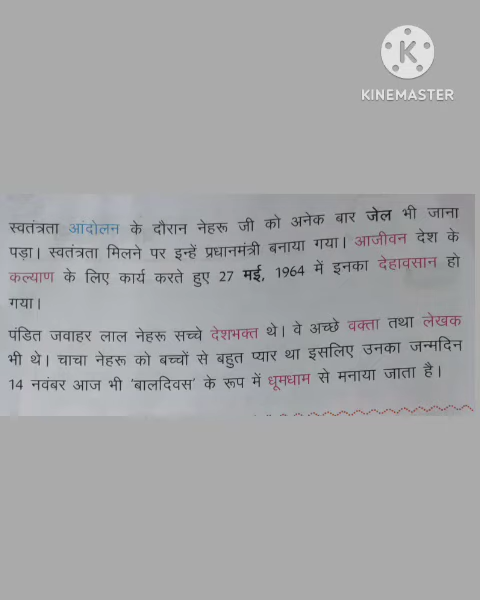 KINEMASTER
स्वतंत्रता आंदोलन के दौरान नेहरू जी को अनेक बार जेल भी जाना
पड़ा। स्वतंत्रता मिलने पर इन्हें प्रधानमंत्री बनाया गया। आजीवन देश के
कल्याण के लिए कार्य करते हुए 27 मई, 1964 में इनका देहावसान हो
गया।
पंडित जवाहर लाल नेहरू सच्चे देशभक्त थे। वे अच्छे वक्ता तथा लेखक
भी थे। चाचा नेहरू को बच्चों से बहुत प्यार था इसलिए उनका जन्मदिन
14 नवंबर आज भी 'बालदिवस' के रूप में धूमधाम से मनाया जाता है।